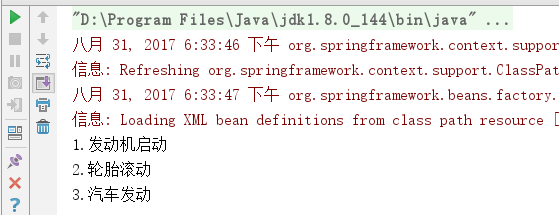 "D:\Program Files\Java\jdk1.8.0_144\bin\java" ...
八月 31, 2017 6:33:46 下午 org.springframework.context.suppor
信息: Refreshing org.springframework.context.support.ClassPat
八月 31, 2017 6:33:47 下午 org.springframework.beans.factory.
信息: Loading XML bean definitions from class path resource [
1.发动机启动
2.轮胎滚动
3.汽车发动